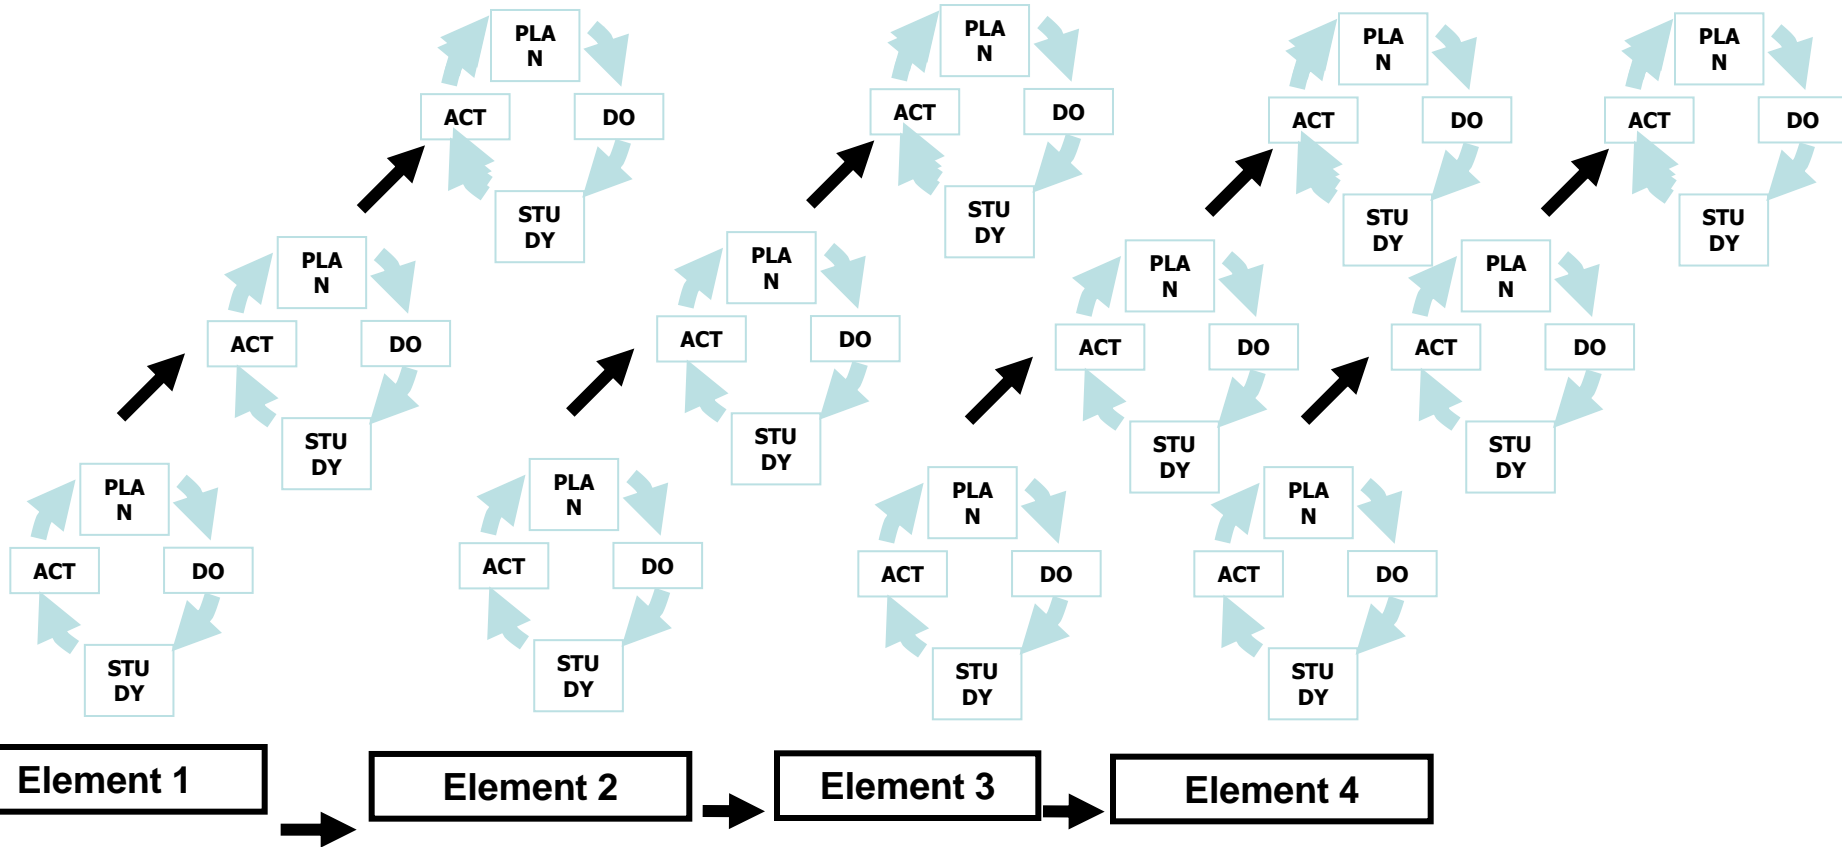 PLA
N
ACT
DO
STU
DY
PLA
N
ACT
DO
STU
DY
PLA
N
ACT
DO
STU
DY
PLA
N
ACT
DO
STU
DY
PLA
N
ACT
DO
STU
DY
PLA
N
ACT
DO
STU
DY
PLA
N
ACT
DO
STU
DY
PLA
N
ACT
DO
STU
DY
PLA
N
ACT
DO
STU
DY
PLA
N
ACT
DO
STU
DY
PLA
N
ACT
DO
STU
DY
PLA
N
ACT
DO
STU
DY
Element 1
Element 2
Element 3
Element 4